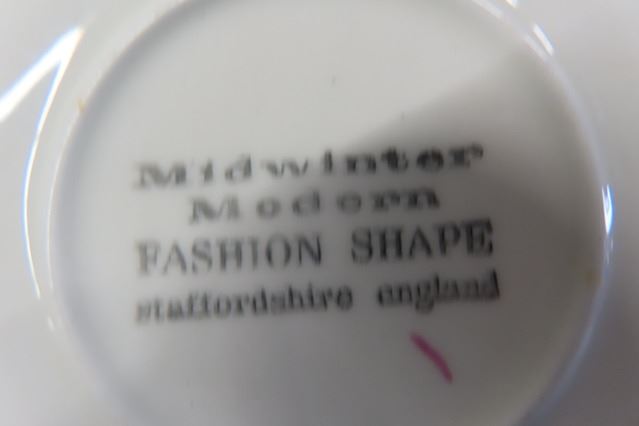 Midwinter
Modern
FASHION SHAPE
staffordshire england